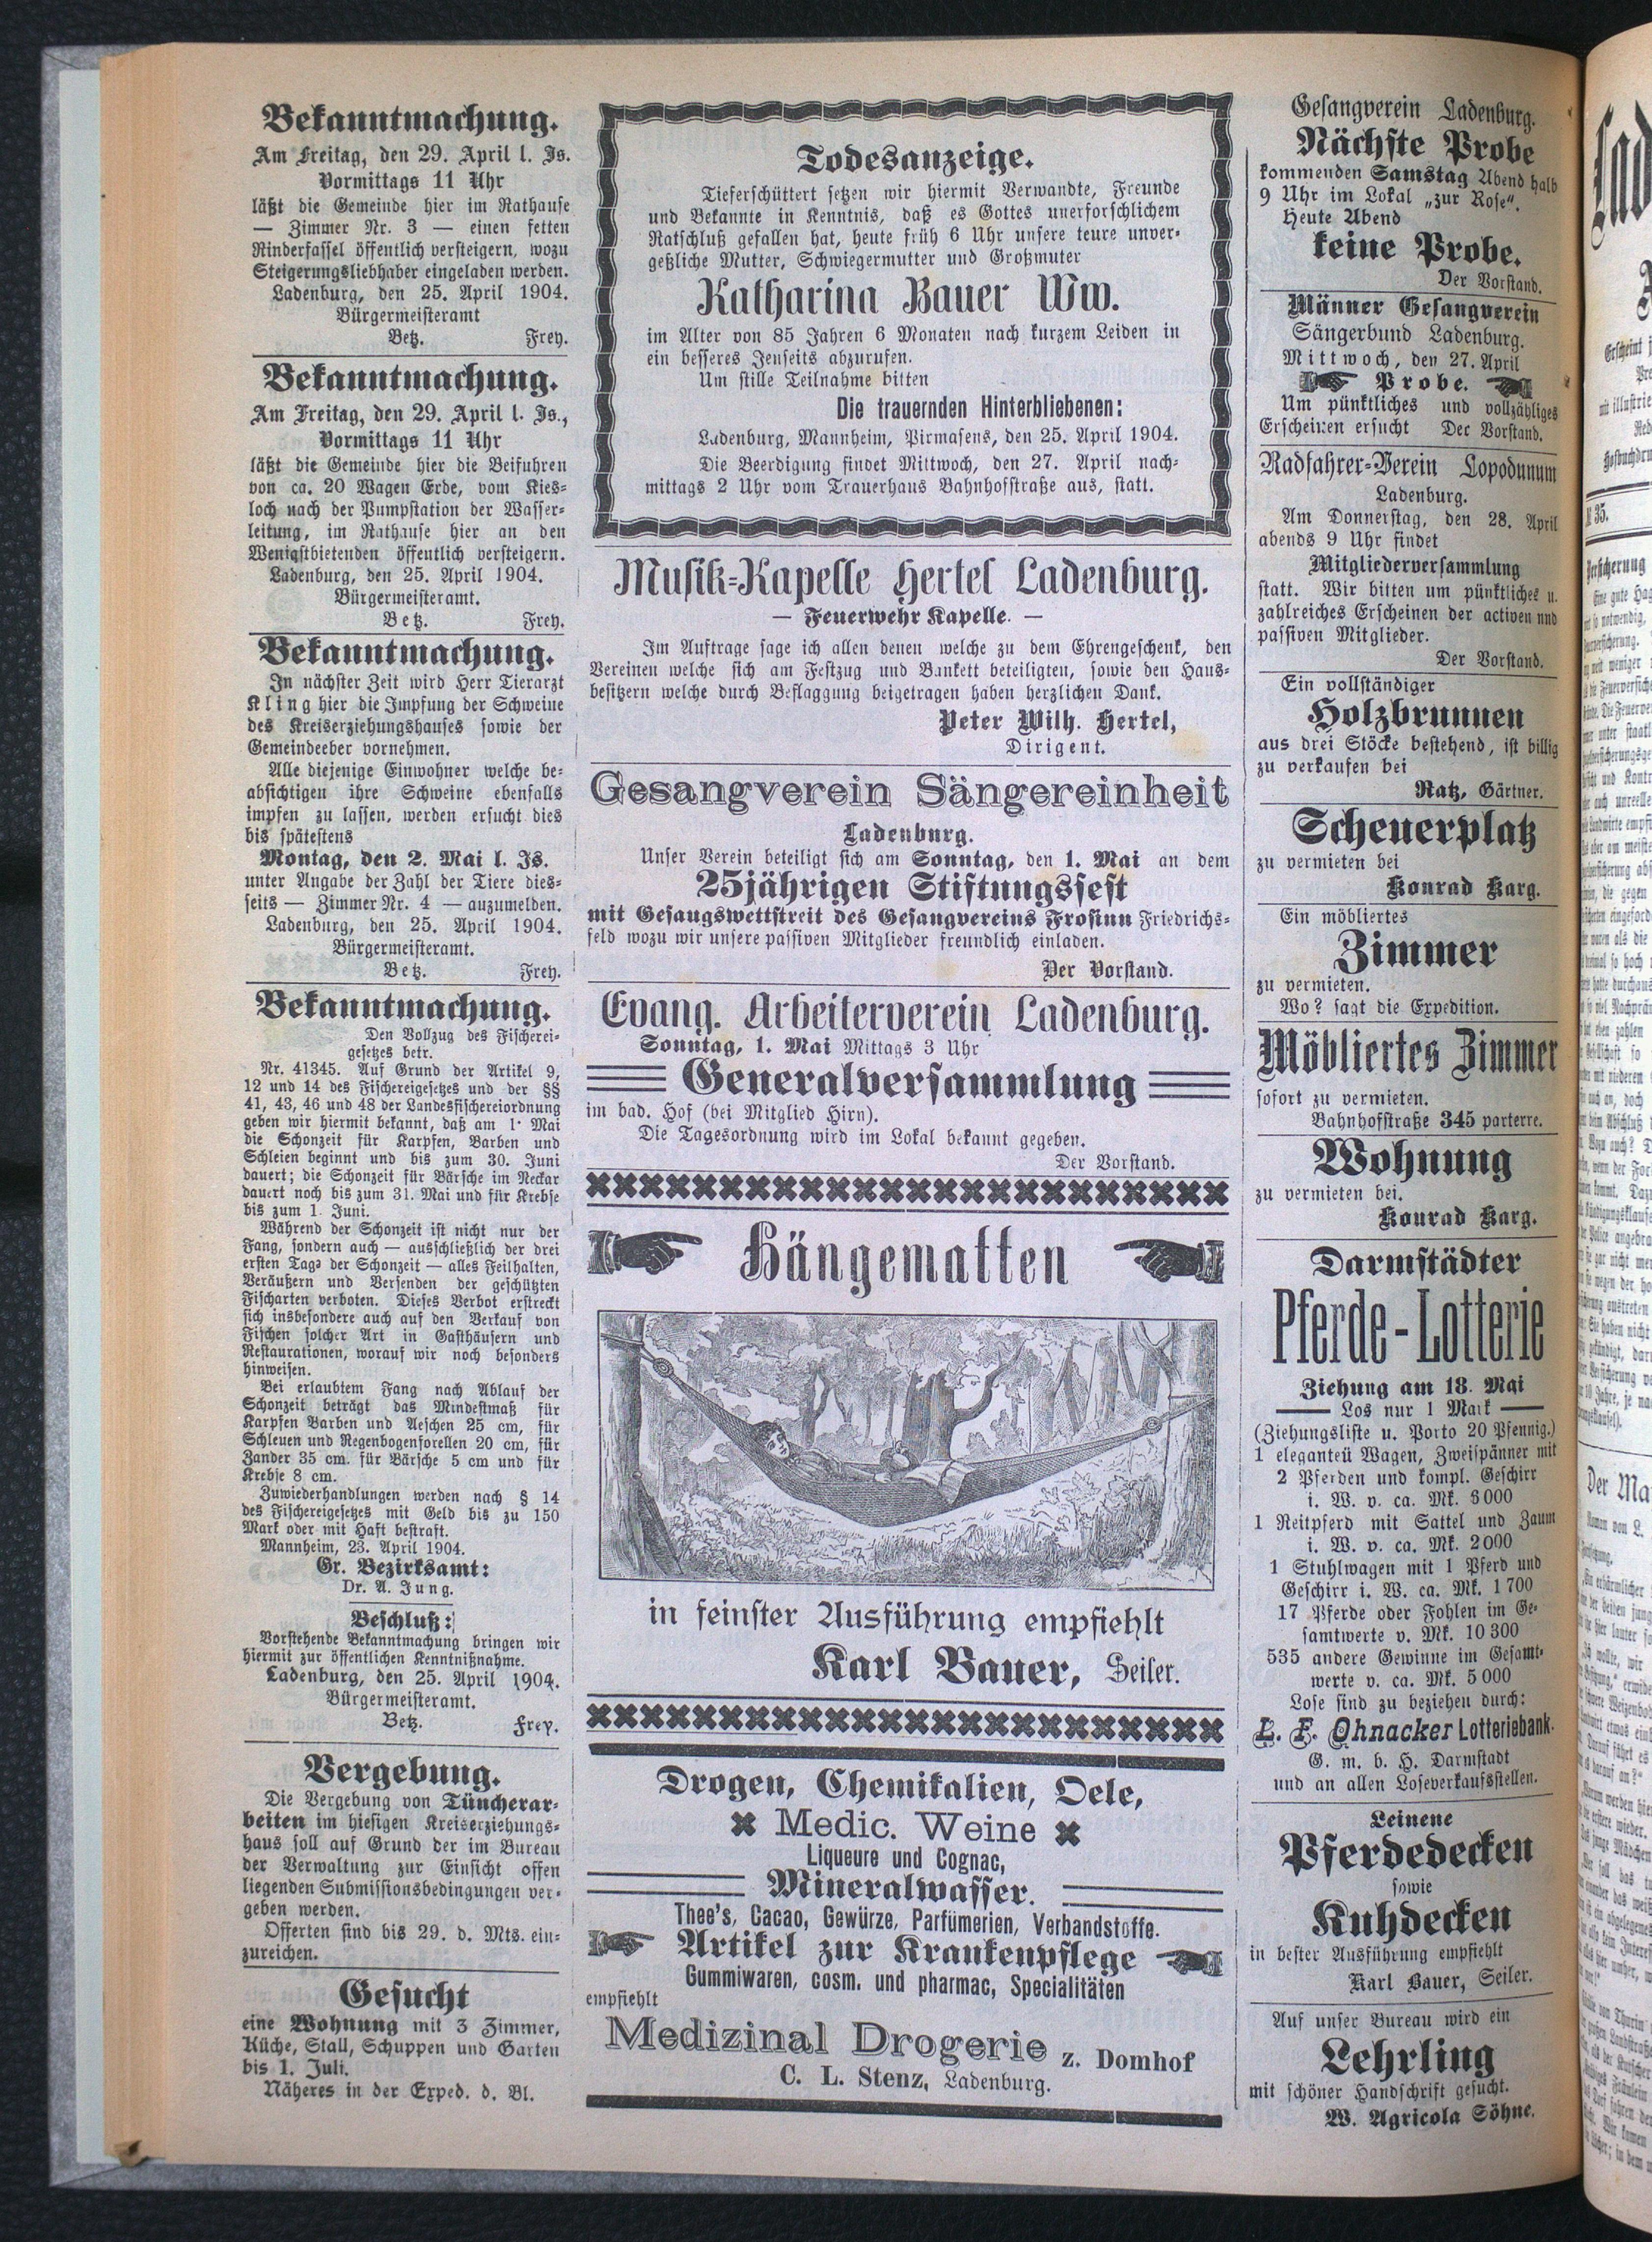 Bekanntmachung.
Am Freitag, den 29. April l. Js.
Vormittags 11 Uhr
läßt die Gemeinde hier im Rathause
— Zimmer Nr. 3 — einen fetten
Rinderfassel öffentlich versteigern, wozu
Steigerungsliebhaber eingeladen werden.
Ladenburg, den 25. April 1904.
Bürgermeisteramt
Betz. Frey.
Bekanntmachung.
Am Freitag, den 29. April l. Js.,
Vormittags 11 Uhr
läßt die Gemeinde hier die Beifuhren
von ca. 20 Wagen Erde, vom Kies-
loch nach der Pumpstation der Wasser-
leitung, im Rathause hier an den
Wenigstbietenden öffentlich versteigern.
Ladenburg, den 25. April 1904.
Bürgermeisteramt.
Betz. Frey.
Bekanntmachung.
In nächster Zeit wird Herr Tierarzt
Kling hier die Impfung der Schweine
des Kreiserziehungshauses sowie der
Gemeindeeber vornehmen.
Alle diejenige Einwohner welche be-
absichtigen ihre Schweine ebenfalls
impfen zu lassen, werden ersucht dies
bis spätestens
Montag, den 2. Mai l. Js.
unter Angabe der Zahl der Tiere dies-
seits — Zimmer Nr. 4 — anzumelden.
Ladenburg, den 25. April 1904.
Bürgermeisteramt.
Betz. Frey.
Bekanntmachung.
Den Vollzug des Fischerei-
gesetzes betr.
Nr. 41345. Auf Grund der Artikel 9,
12 und 14 des Fischereigesetzes und der §§
41, 43, 46 und 48 der Landesfischereiordnung
geben wir hiermit bekannt, daß am 1. Mai
die Schonzeit für Karpfen, Barben und
Schleien beginnt und bis zum 30. Juni
dauert; die Schonzeit für Bärsche im Neckar
dauert noch bis zum 31. Mai und für Krebse
bis zum 1. Juni.
Während der Schonzeit ist nicht nur der
Fang, sondern auch — ausschließlich der drei
ersten Tage der Schonzeit — alles Feilhalten,
Veräußern und Versenden der geschützten
Fischarten verboten. Dieses Verbot erstreckt
sich insbesondere auch auf den Verkauf von
Fischen solcher Art in Gasthäusern und
Restaurationen, worauf wir noch besonders
hinweisen.
Bei erlaubtem Fang nach Ablauf der
Schonzeit beträgt das Mindestmaß für
Karpfen Barben und Aeschen 25 cm, für
Schleuen und Regenbogenforellen 20 cm, für
Zander 35 cm. für Bärsche 5 cm und für
Krebse 8 cm.
Zuwiederhandlungen werden nach § 14
des Fischereigesetzes mit Geld bis zu 150
Mark oder mit Haft bestraft.
Mannheim, 23. April 1904.
Gr. Bezirksamt:
Dr. A. Jung.
Beschluß:
Vorstehende Bekanntmachung bringen wir
hiermit zur öffentlichen Kenntnißnahme.
Ladenburg, den 25. April 1904.
Bürgermeisteramt.
Betz. Frey.
Vergebung.
Die Vergebung von Tüncherar-
beiten im hiesigen Kreiserziehungs-
haus soll auf Grund der im Bureau
der Verwaltung zur Einsicht offen
liegenden Submissionsbedingungen ver-
geben werden.
Offerten sind bis 29. d. Mts. ein-
zureichen.
Gesucht
eine Wohnung mit 3 Zimmer,
Küche, Stall, Schuppen und Garten
bis 1. Juli.
Näheres in der Exped. d. Bl.
Todesanzeige.
Tieferschüttert setzen wir hiermit Verwandte, Freunde
und Bekannte in Kenntnis, daß es Gottes unerforschlichem
Ratschluß gefallen hat, heute früh 6 Uhr unsere teure unver-
geßliche Mutter, Schwiegermutter und Großmuter
Katharina Bauer Ww.
im Alter von 85 Jahren 6 Monaten nach kurzem Leiden in
ein besseres Jenseits abzurufen.
Um stille Teilnahme bitten
Die trauernden Hinterbliebenen:
Ladenburg, Mannheim, Pirmasens, den 25. April 1904.
Die Beerdigung findet Mittwoch, den 27. April nach-
mittags 2 Uhr vom Trauerhaus Bahnhofstraße aus, statt.
Musik-Kapelle Hertel Ladenburg.
— Feuerwehr Kapelle. —
Im Auftrage sage ich allen denen welche zu dem Ehrengeschenk, den
Vereinen welche sich am Festzug und Bankett beteiligten, sowie den Haus-
besitzern welche durch Beflaggung beigetragen haben herzlichen Dank.
Peter Wilh. Hertel,
Dirigent.
Gesangverein Sängereinheit
Ladenburg.
Unser Verein beteiligt sich am Sonntag, den 1. Mai an dem
25jährigen Stiftungsfest
mit Gesangswettstreit des Gesangvereins Frosinn Friedrichs-
feld wozu wir unsere passiven Mitglieder freundlich einladen.
Der Vorstand.
Evang. Arbeiterverein Ladenburg.
Sonntag, 1. Mai Mittags 3 Uhr
Generalversammlung
im bad. Hof (bei Mitglied Hirn).
Die Tagesordnung wird im Lokal bekannt gegeben.
Der Vorstand.
Hängematten
in feinster Ausführung empfiehlt
Karl Bauer, Seiler.
Drogen, Chemikalien, Oele,
Medic. Weine
Liqueure und Cognac,
Mineralwasser.
Thee's, Cacao, Gewürze, Parfümerien, Verbandstoffe.
Artikel zur Krankenpflege
Gummiwaren, cosm. und pharmac, Specialitäten
empfiehlt
Medizinal Drogerie z. Domhof
C. L. Stenz, Ladenburg.
Gesangverein Ladenburg.
Nächste Probe
kommenden Samstag Abend halb
9 Uhr im Lokal „zur Rose“.
Heute Abend
keine Probe.
Der Vorstand.
Männer Gesangverein
Sängerbund Ladenburg.
Mittwoch, den 27. April
Probe.
Um pünktliches und vollzähliges
Erscheinen ersucht Der Vorstand.
Radfahrer-Verein Lopodunum
Ladenburg.
Am Donnerstag, den 28. April
abends 9 Uhr findet
Mitgliederversammlung
statt. Wir bitten um pünktliches u.
zahlreiches Erscheinen der activen und
passiven Mitglieder.
Der Vorstand.
Ein vollständiger
Holzbrunnen
aus drei Stöcke bestehend, ist billig
zu verkaufen bei
Ratz, Gärtner.
Scheuerplatz
zu vermieten bei
Konrad Karg.
Ein möbliertes
Zimmer
zu vermieten.
Wo? sagt die Expedition.
Möbliertes Zimmer
sofort zu vermieten.
Bahnhofstraße 345 parterre.
Wohnung
zu vermieten bei.
Konrad Karg.
Darmstädter
Pferde-Lotterie
Ziehung am 18. Mai
Los nur 1 Mark
(Ziehungsliste u. Porto 20 Pfennig.)
1 eleganteü Wagen, Zweispänner mit
2 Pferden und kompl. Geschirr
i. W. v. ca. Mk. 6000
1 Reitpferd mit Sattel und Zaum
i. W. v. ca. Mk. 2000
1 Stuhlwagen mit 1 Pferd und
Geschirr i. W. ca. Mk. 1700
17 Pferde oder Fohlen im Ge-
samtwerte v. Mk. 10300
535 andere Gewinne im Gesamt-
werte v. ca. Mk. 5000
Lose sind zu beziehen durch:
L. F. Ohnacker Lotteriebank.
G. m. b. H. Darmstadt
und an allen Loseverkaufsstellen.
Leinene
Pferdedecken
sowie
Kuhdecken
in bester Ausführung empfiehlt
Karl Bauer, Seiler.
Auf unser Bureau wird ein
Lehrling
mit schöner Handschrift gesucht.
W. Agricola Söhne.